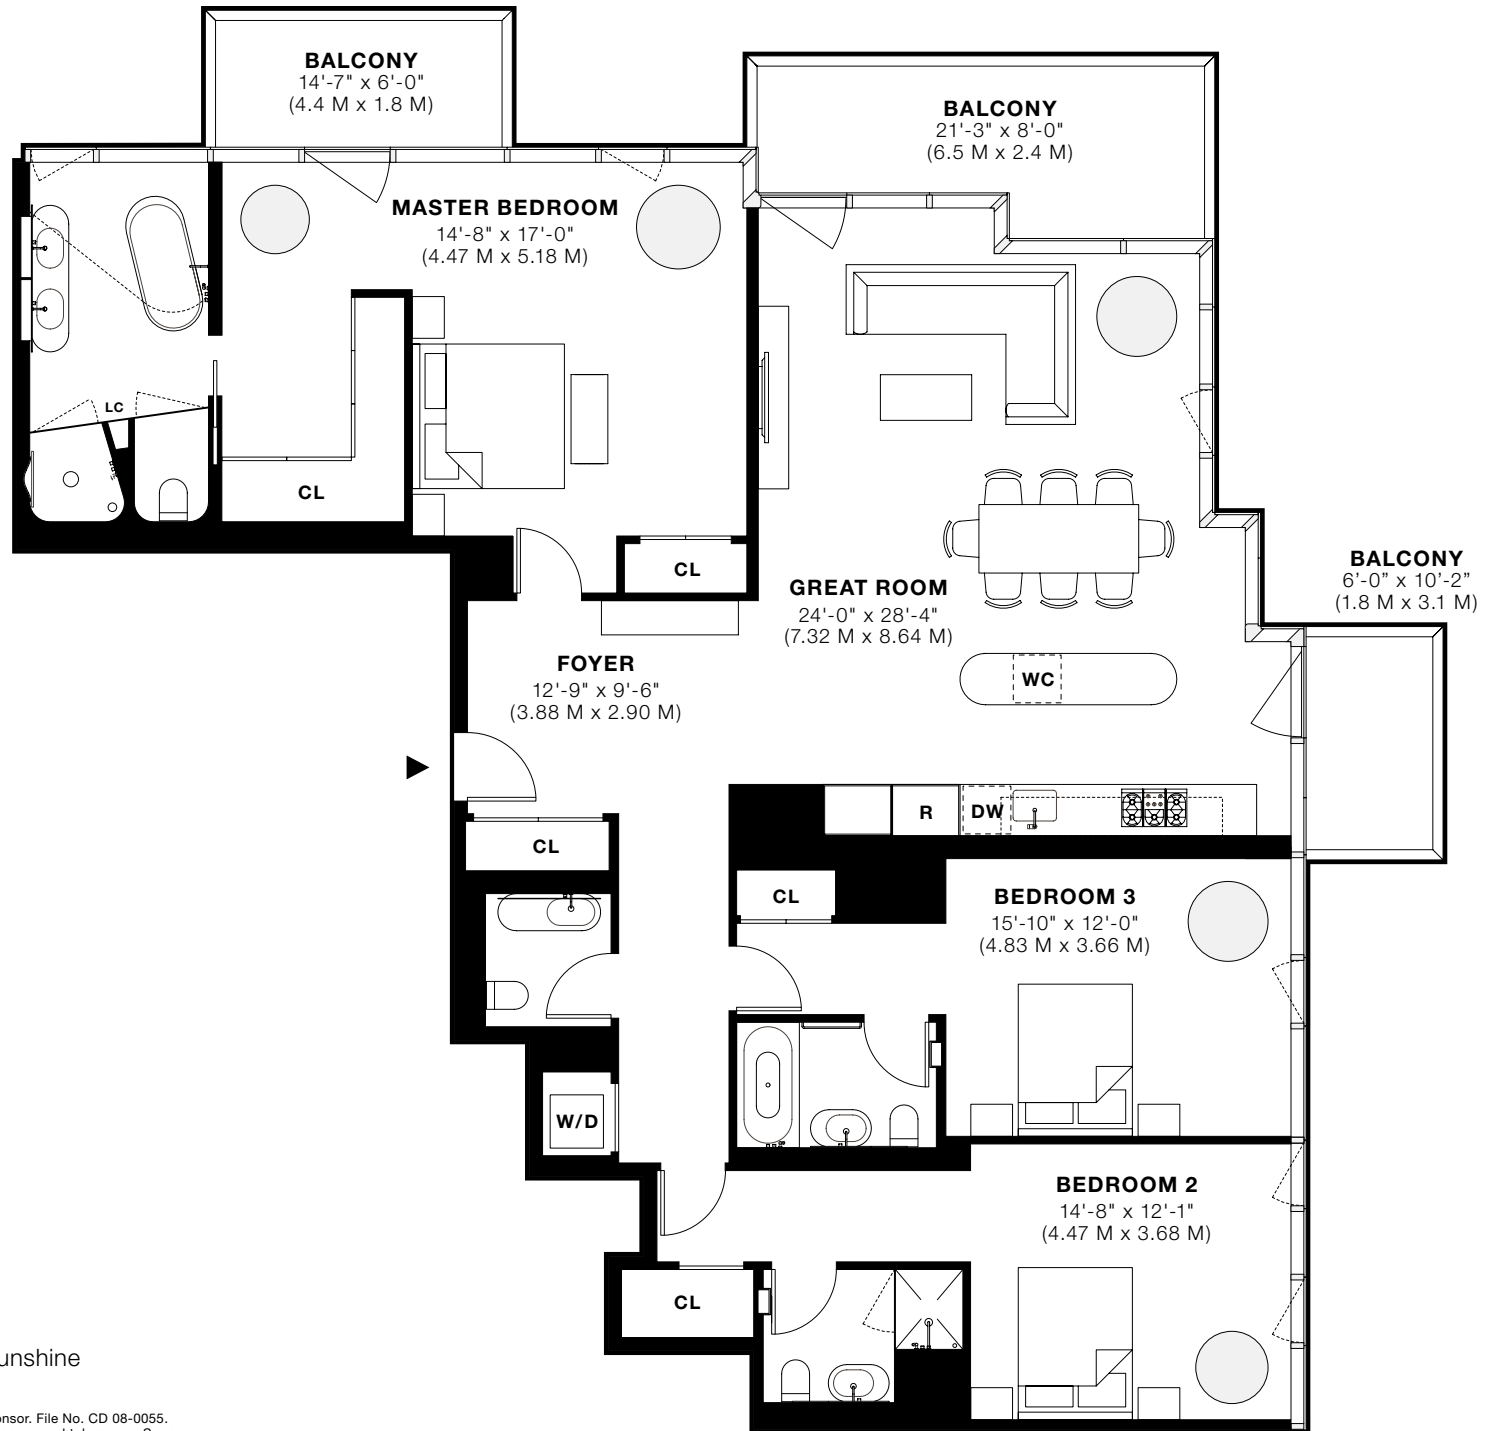 BALCONY
14'-7" x 6'-0"
(4.4 M x 1.8 M)
BALCONY
21'-3" x 8'-0"
(6.5 M x 2.4 M)
MASTER BEDROOM
14'-8" x 17'-0"
(4.47 M x 5.18 M)
LC
CL
CL
GREAT ROOM
24'-0" x 28'-4"
(7.32 M x 8.64 M)
BALCONY
6'-0" x 10'-2”
(1.8 M x 3.1 M)
FOYER
12'-9" x 9'-6"
(3.88 M x 2.90 M)
WC
R
DW
CL
CL
BEDROOM 3
15'-10" x 12'-0"
(4.83 M x 3.66 M)
W/D
BEDROOM 2
14'-8" x 12'-1"
(4.47 M x 3.68 M)
CL
unshine
onsor. File No. CD 08-0055.